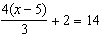 4(x − 5)/3 + 2 = 14